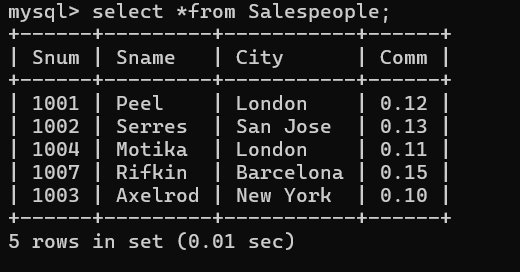 mysql> select *from Salespeople;
+------+---------+-----------+------+
| Snum | Sname   | City      | Comm |
+------+---------+-----------+------+
| 1001 | Peel    | London    | 0.12 |
| 1002 | Serres  | San Jose  | 0.13 |
| 1004 | Motika  | London    | 0.11 |
| 1007 | Rifkin  | Barcelona | 0.15 |
| 1003 | Axelrod | New York  | 0.10 |
+------+---------+-----------+------+
5 rows in set (0.01 sec)